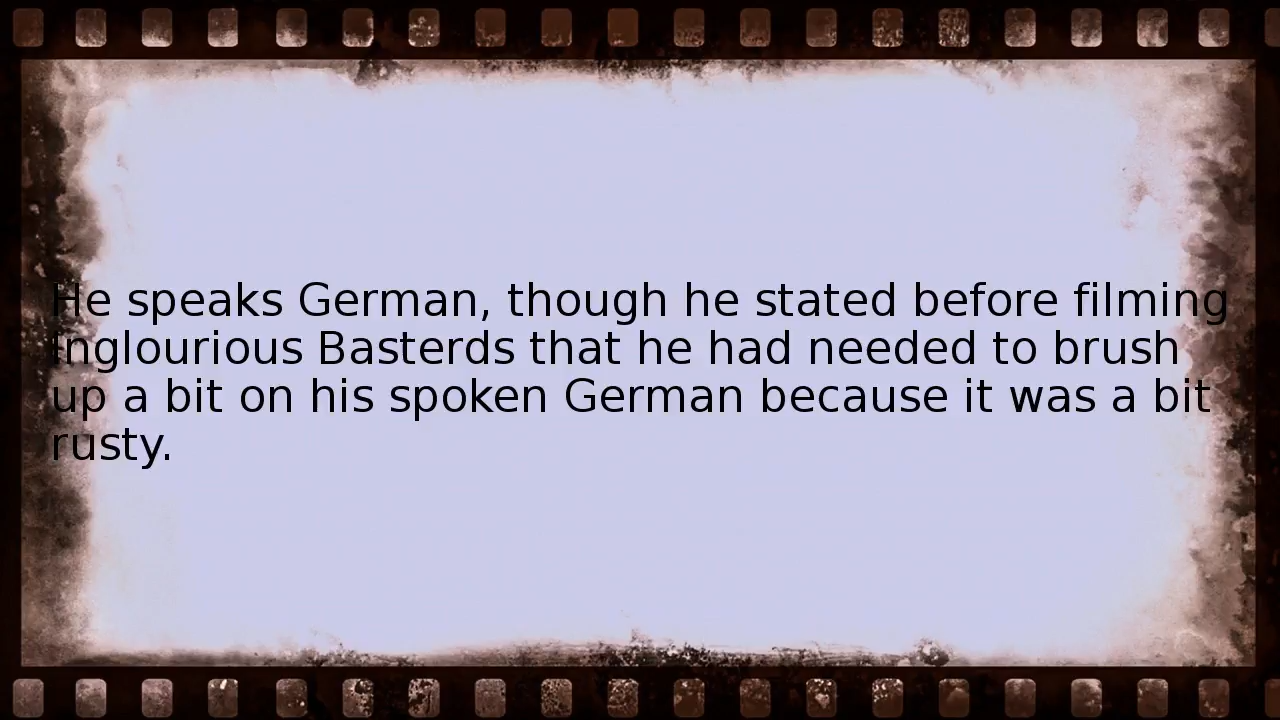 He speaks German, though he stated before filming
Inglourious Basterds that he had needed to brush
up a bit on his spoken German because it was a bit
rusty.